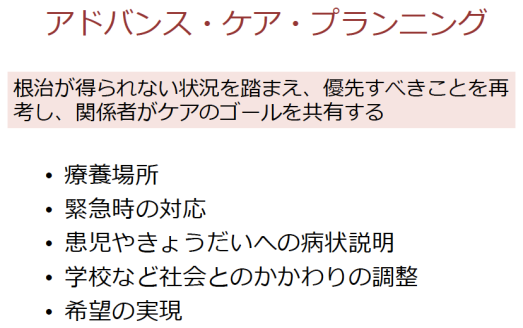 アドバンス・ケア・プランニング
根治が得られない状況を踏まえ、優先すべきことを再
考し、関係者がケアのゴールを共有する
• 療養場所
• 緊急時の対応
• 患児やきょうだいへの病状説明
• 学校など社会とのかかわりの調整
• 希望の実現